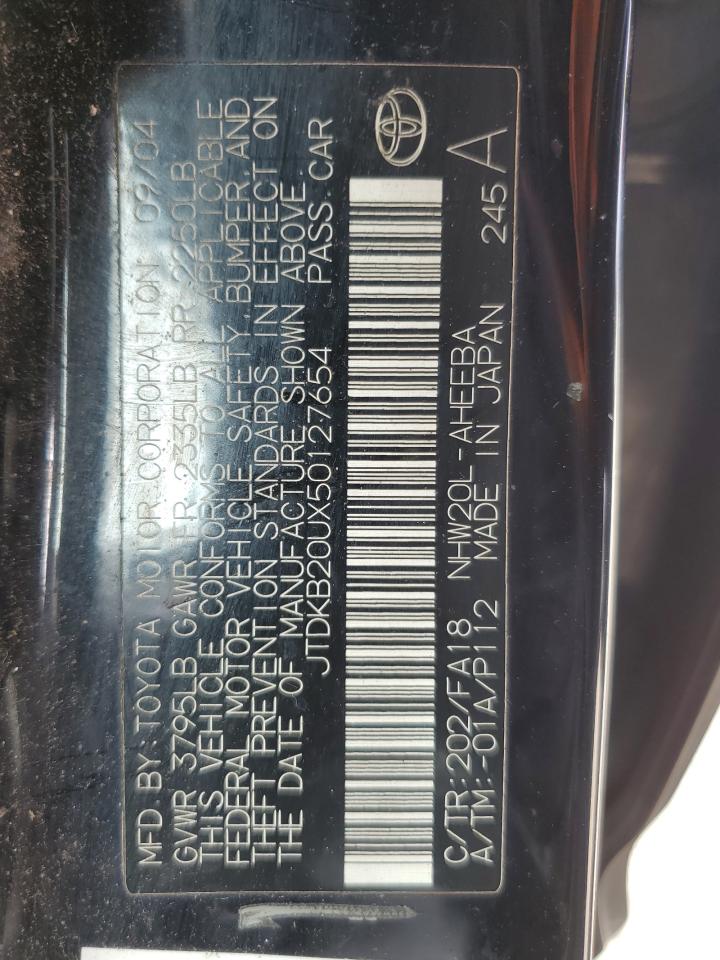 MFD.BY:TOYOTA MOTOR CORPORATION 09/04
GVWR 3795LB GAWR FR 2335LB RR 2260LB
THIS VEHICLE CONFORMS TO ALL APPLICABLE
FEDERAL MOTOR VEHICLE SAFETY, BUMPER, AND
THEFT PREVENTION STANDARDS IN EFFECT ON
THE DATE OF MANUFACTURE SHOWN ABOVE.
JTDKB20UX50127654 PASS.CAR
C/TR:202/FA18 NHW20L-AHEEBA
A/TM:-01A/P112 MADE IN JAPAN 245 A